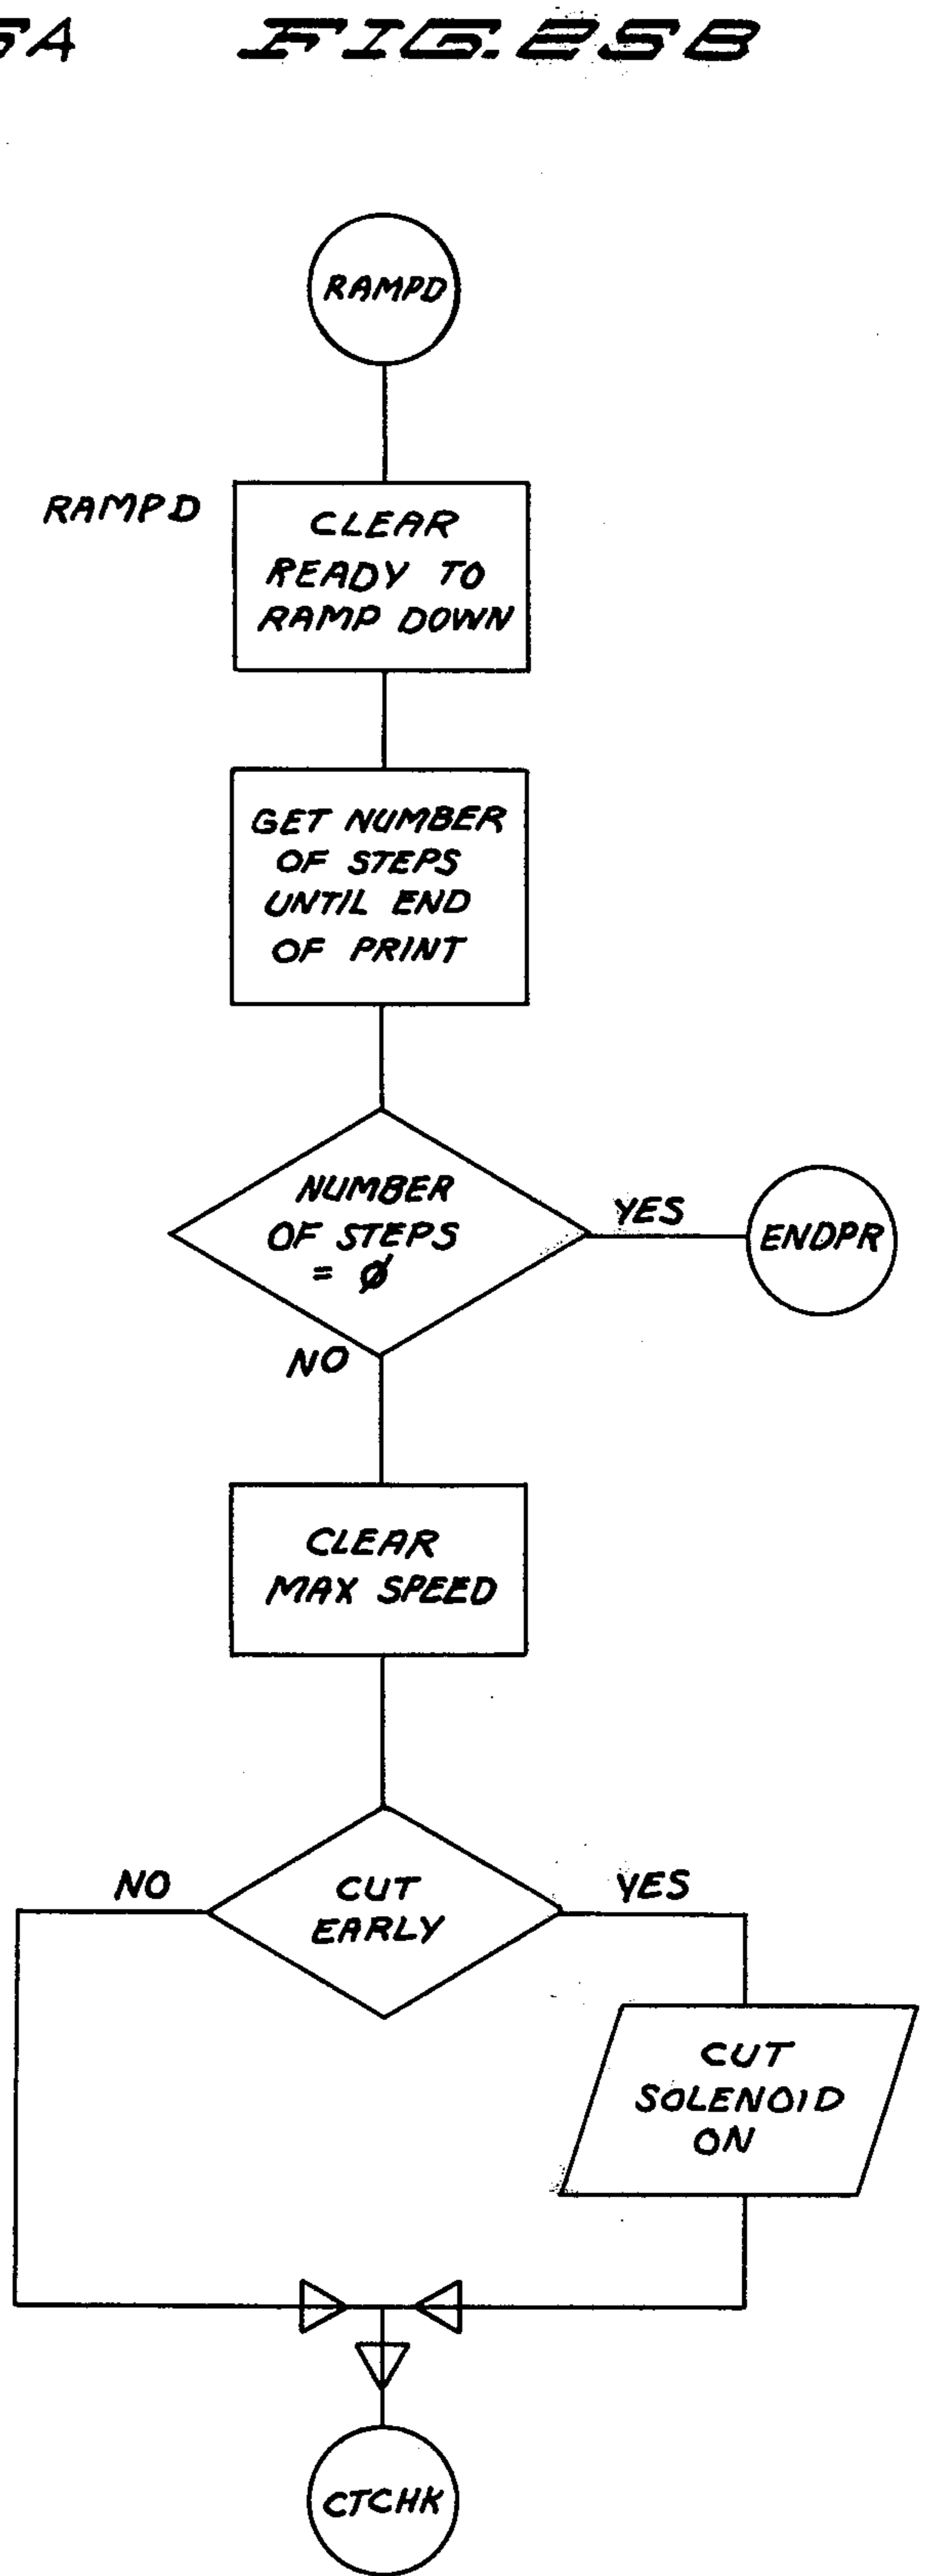 5A
FIG. 25B
RAMPD
RAMPD
CLEAR
READY TO
RAMP DOWN
GET NUMBER
OF STEPS
UNTIL END
OF PRINT
NUMBER
OF STEPS
= Ø
YES
ENDPR
NO
CLEAR
MAX SPEED
NO
CUT
EARLY
YES
CUT
SOLENOID
ON
CTCHK